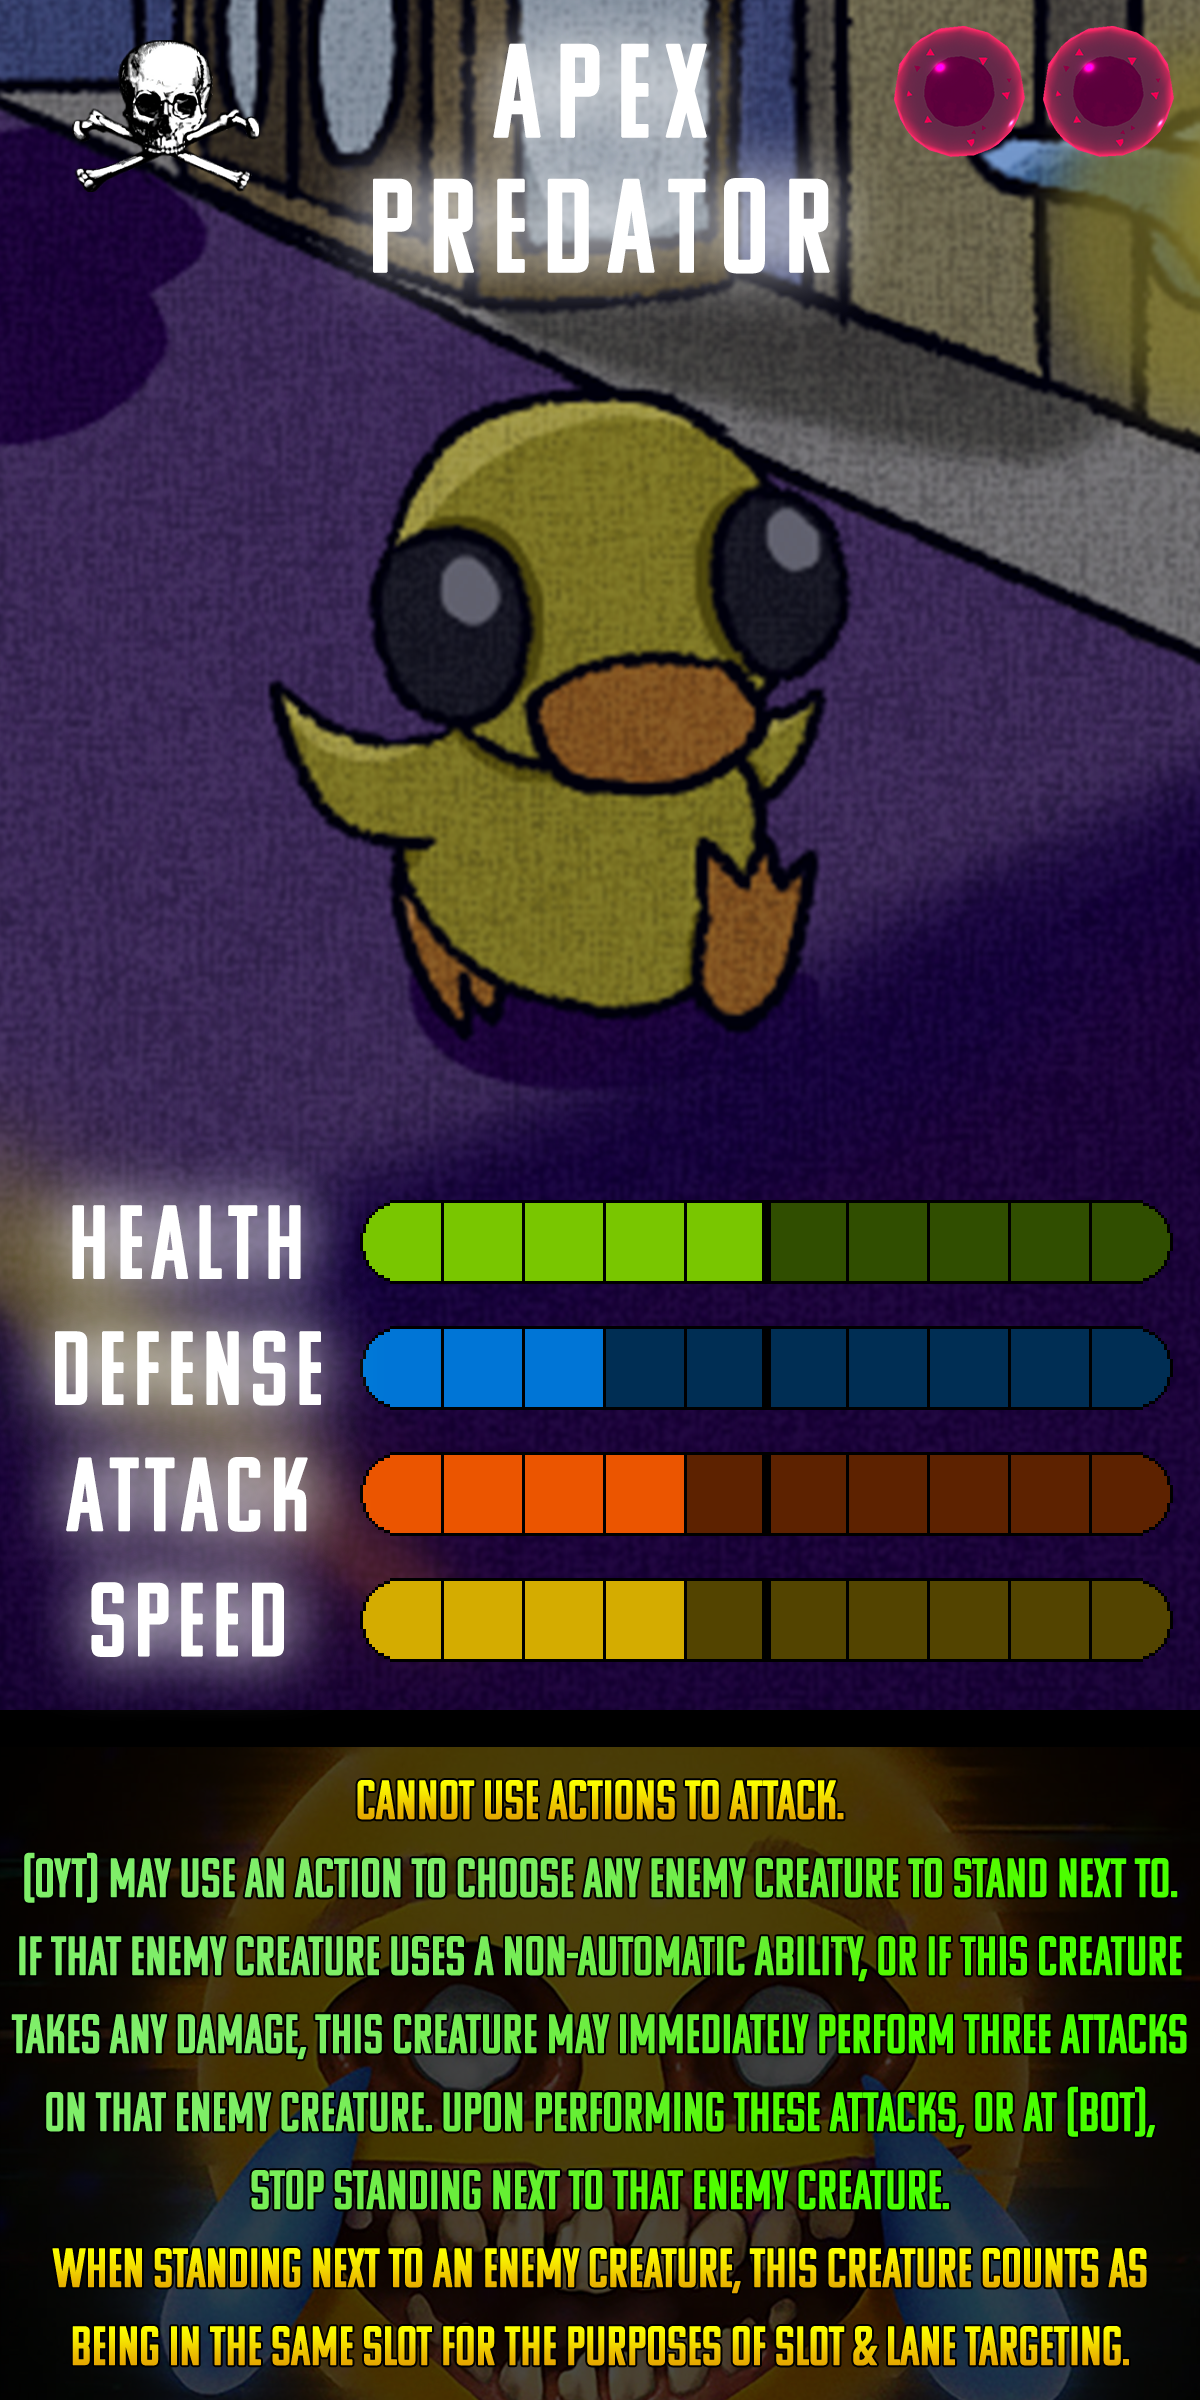 APEX
PREDATOR
HEALTH
DEFENSE
ATTACK
SPEED
CANNOT USE ACTIONS TO ATTACK.
(OYT) MAY USE AN ACTION TO CHOOSE ANY ENEMY CREATURE TO STAND NEXT TO.
IF THAT ENEMY CREATURE USES A NON-AUTOMATIC ABILITY, OR IF THIS CREATURE
TAKES ANY DAMAGE, THIS CREATURE MAY IMMEDIATELY PERFORM THREE ATTACKS
ON THAT ENEMY CREATURE. UPON PERFORMING THESE ATTACKS, OR AT (BOT),
STOP STANDING NEXT TO THAT ENEMY CREATURE.
WHEN STANDING NEXT TO AN ENEMY CREATURE, THIS CREATURE COUNTS AS
BEING IN THE SAME SLOT FOR THE PURPOSES OF SLOT & LANE TARGETING.